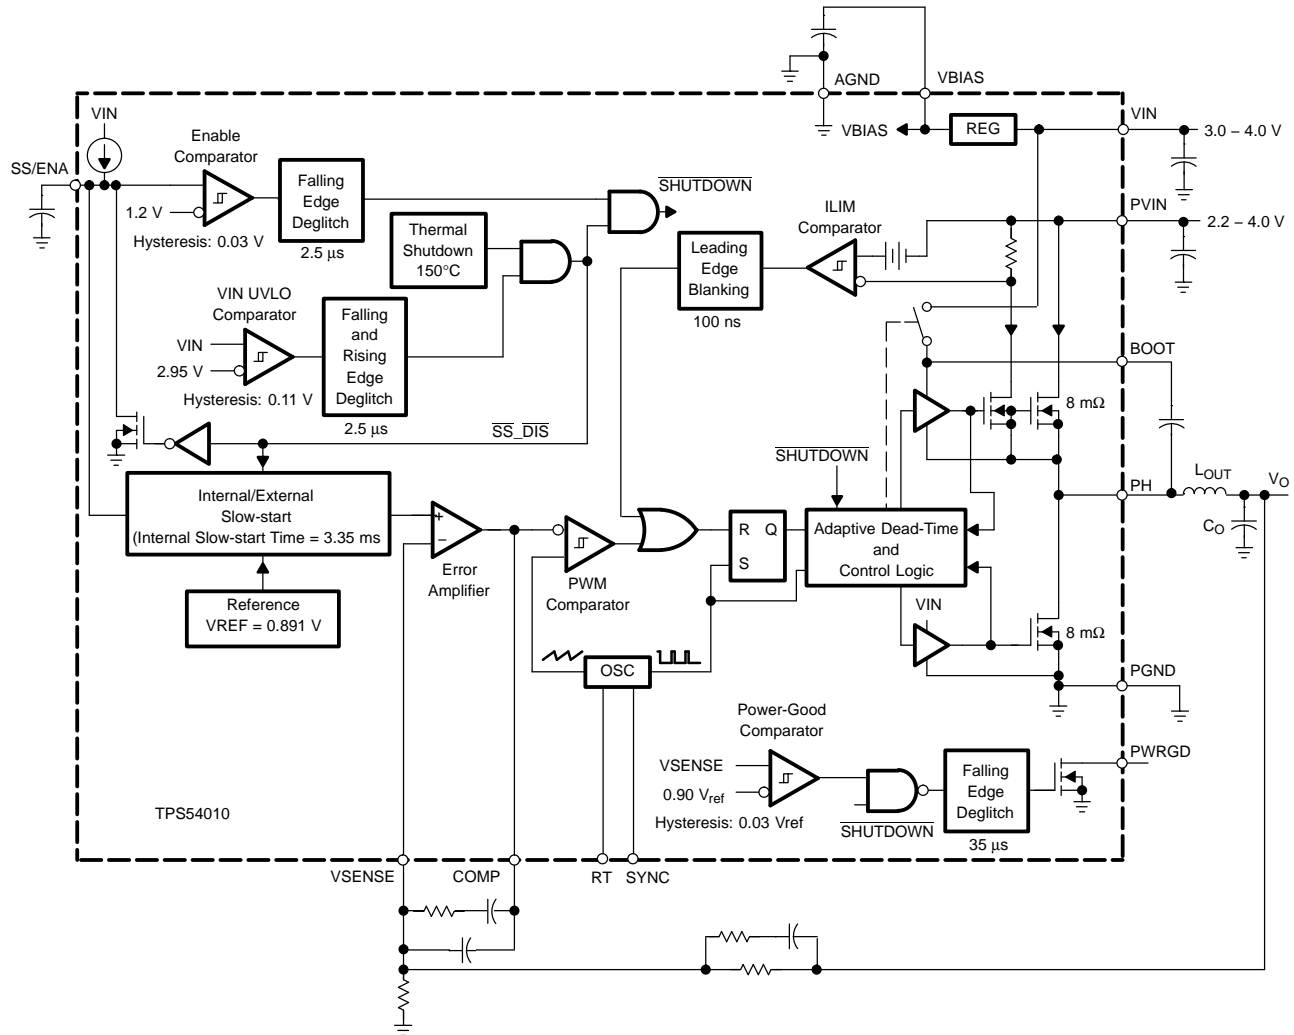 AGND
VBIAS
VIN
VIN
Enable
Comparator
VBIAS
REG
3.0 – 4.0 V
SS/ENA
Falling
Edge
Deglitch
SHUTDOWN
1.2 V
Hysteresis: 0.03 V
2.5 μs
Thermal
Shutdown
150°C
ILIM
Comparator
PVIN
2.2 – 4.0 V
Leading
Edge
Blanking
100 ns
VIN UVLO
Comparator
VIN
2.95 V
Hysteresis: 0.11 V
Falling
and
Rising
Edge
Deglitch
2.5 μs
BOOT
8 mΩ
SS_DIS
SHUTDOWN
PH
LOUT
VO
CO
Internal/External
Slow-start
(Internal Slow-start Time = 3.35 ms
+
−
Error
Amplifier
PWM
Comparator
R Q
S
Adaptive Dead-Time
and
Control Logic
Reference
VREF = 0.891 V
VIN
8 mΩ
OSC
PGND
Power-Good
Comparator
VSENSE
0.90 Vref
Hysteresis: 0.03 Vref
SHUTDOWN
Falling
Edge
Deglitch
35 μs
PWRGD
TPS54010
VSENSE
COMP
RT
SYNC